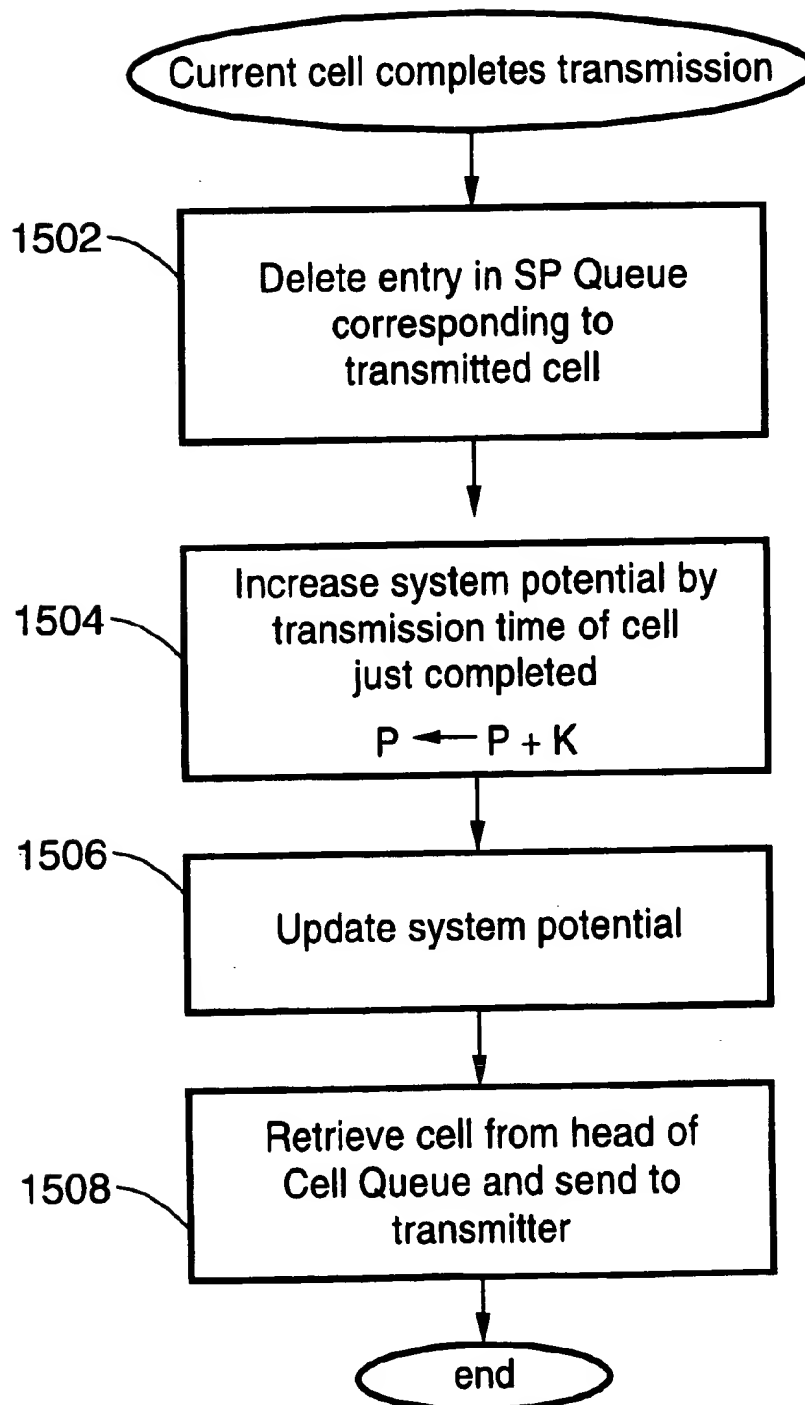 Current cell completes transmission
1502
Delete entry in SP Queue
corresponding to
transmitted cell
1504
Increase system potential by
transmission time of cell
just completed
P ← P + K
1506
Update system potential
1508
Retrieve cell from head of
Cell Queue and send to
transmitter
end